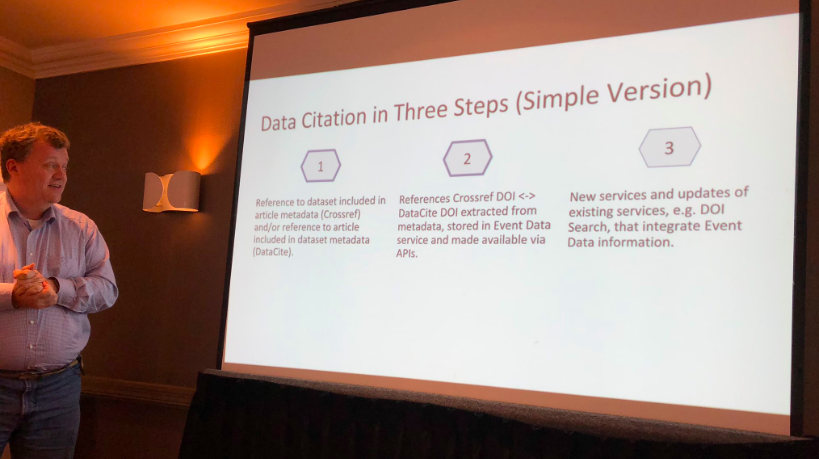 Data Citation in Three Steps (Simple Version)
1
Reference to dataset included in
article metadata (Crossref)
and/or reference to article
included in dataset metadata
(DataCite).
2
References Crossref DOI <->
DataCite DOI extracted from
metadata, stored in Event Data
service and made available via
APIs.
3
New services and updates of
existing services, e.g. DOI
Search, that integrate Event
Data information.